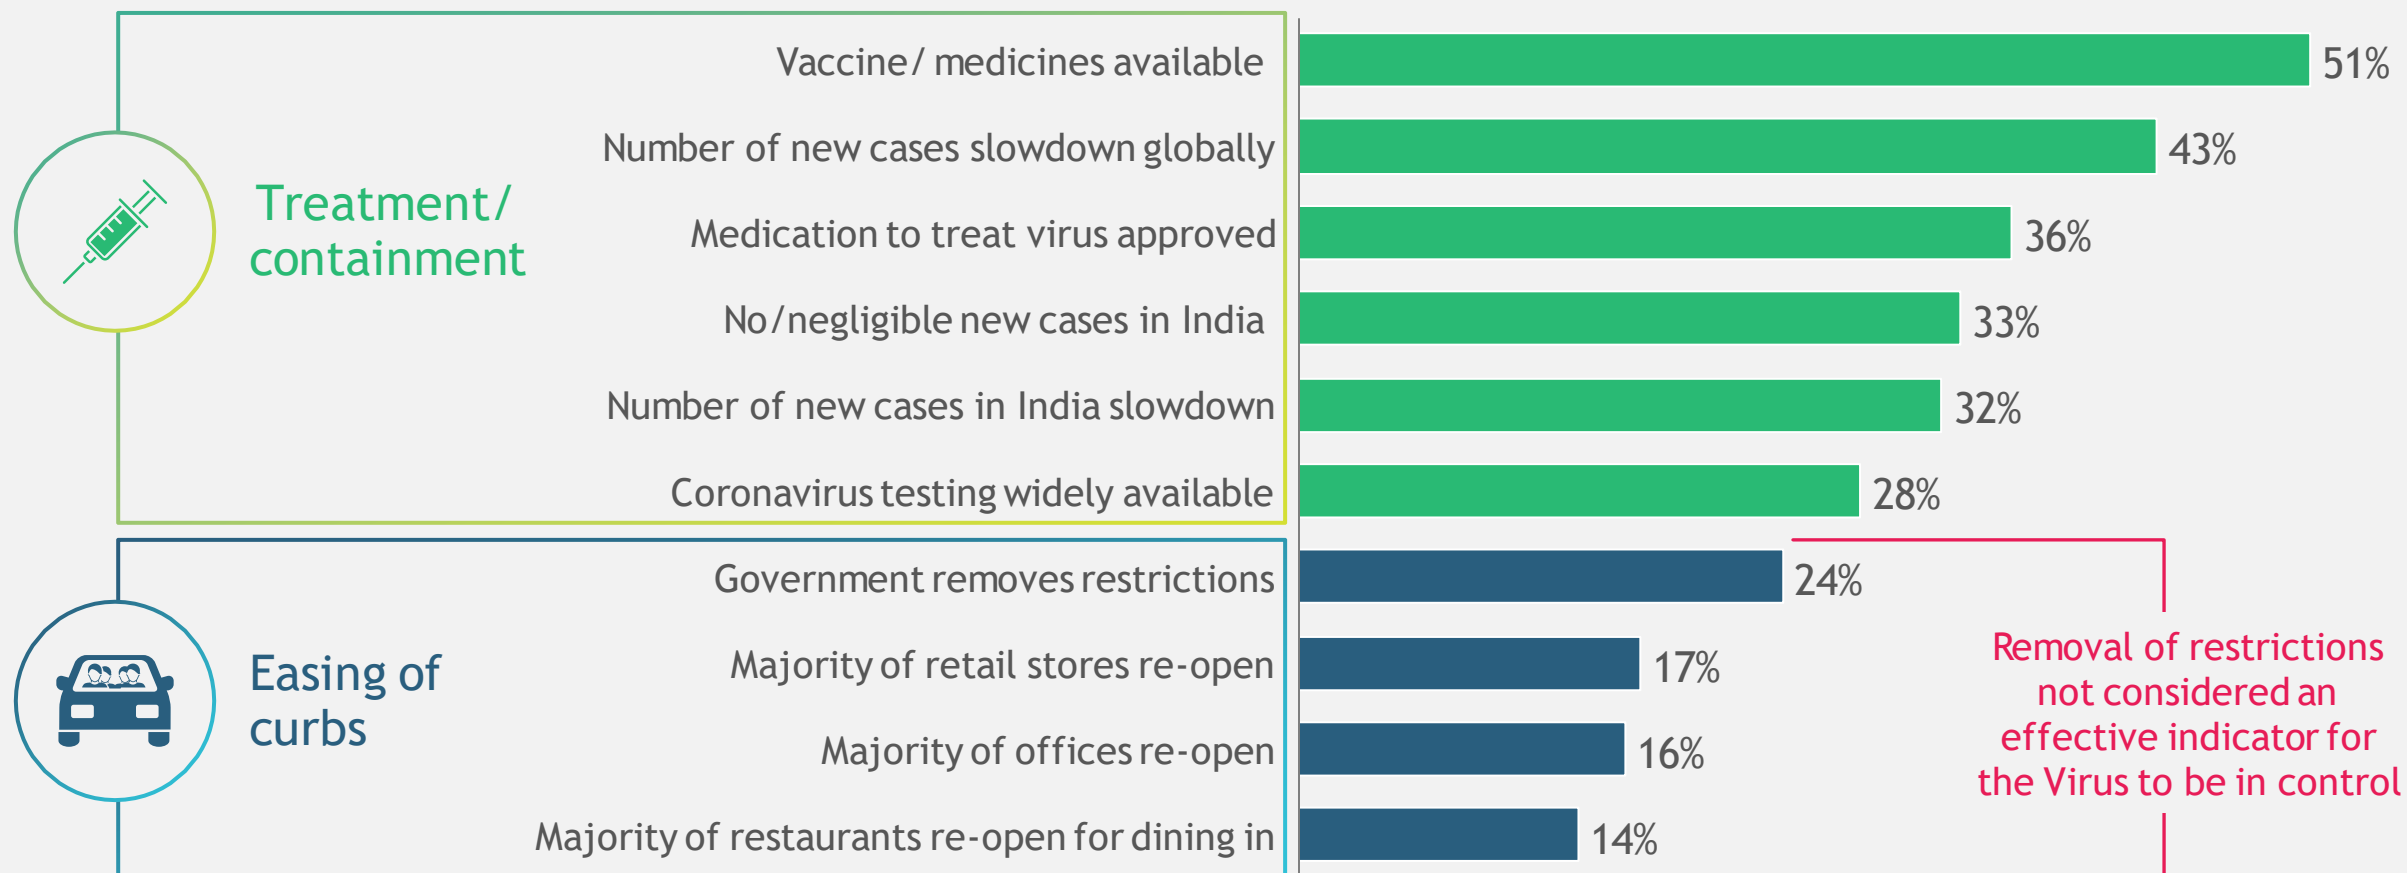 Vaccine/ medicines available 51%
Number of new cases slowdown globally 43%
Treatment/
containment
Medication to treat virus approved 36%
No/negligible new cases in India 33%
Number of new cases in India slowdown 32%
Coronavirus testing widely available 28%
Government removes restrictions 24%
Easing of
curbs
Majority of retail stores re-open 17%
Majority of offices re-open 16%
Majority of restaurants re-open for dining in 14%
Removal of restrictions
not considered an
effective indicator for
the Virus to be in control